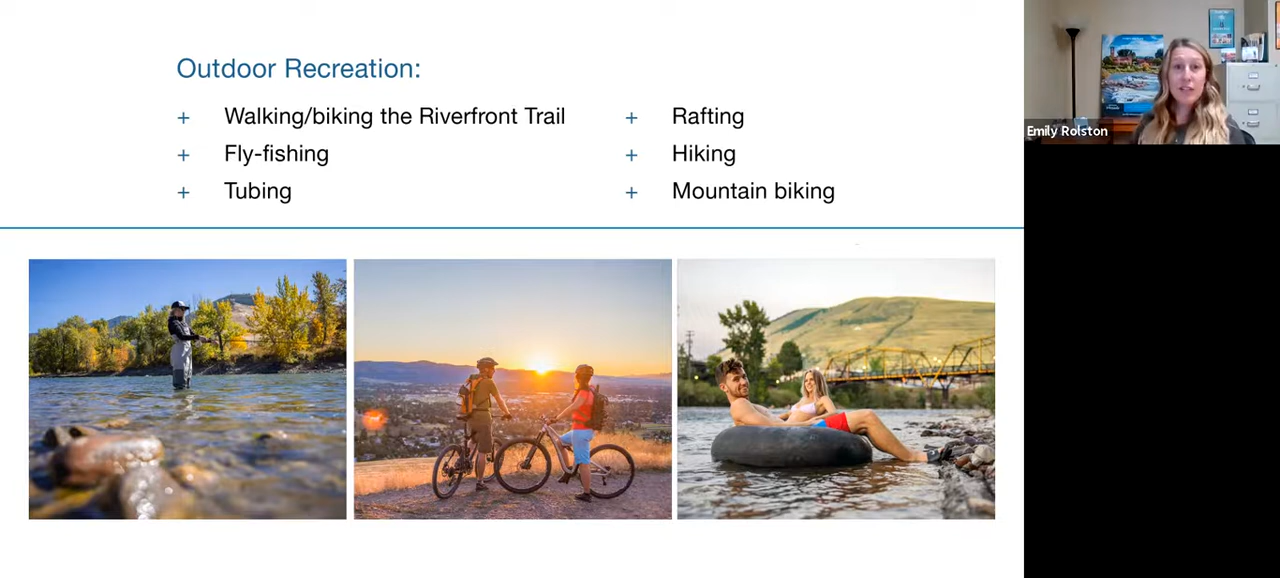 Outdoor Recreation:
+ Walking/biking the Riverfront Trail
+ Fly-fishing
+ Tubing
+ Rafting
+ Hiking
+ Mountain biking
Emily Rolston